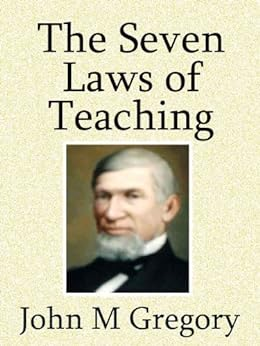 The Seven
Laws of
Teaching
John M Gregory